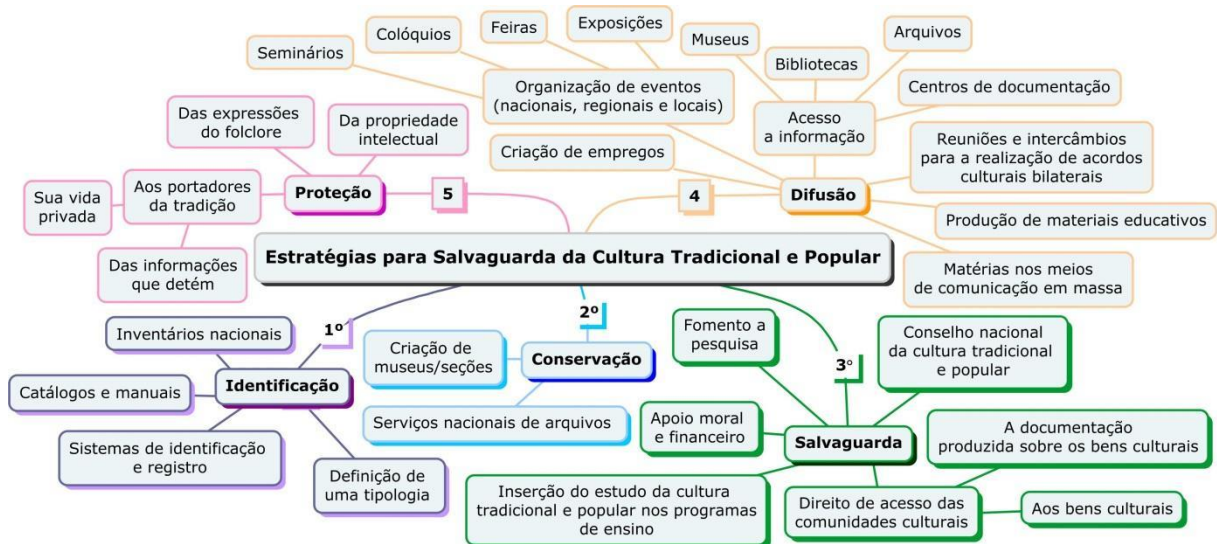 Exposições
Arquivos
Feiras
Museus
Colóquios
Seminários
Bibliotecas
Organização de eventos
(nacionais, regionais e locais)
Centros de documentação
Acesso
a informação
Das expressões
do folclore
Da propriedade
intelectual
Criação de empregos
Reuniões e intercâmbios
para a realização de acordos
culturais bilaterais
Sua vida
privada
Aos portadores
da tradição
Proteção
5
4
Difusão
Produção de materiais educativos
Das informações
que detém
Estratégias para Salvaguarda da Cultura Tradicional e Popular
Matérias nos meios
de comunicação em massa
Inventários nacionais
1º
2º
Fomento a
pesquisa
Conselho nacional
da cultura tradicional
e popular
Criação de
museus/seções
Conservação
3°
Catálogos e manuais
Identificação
Serviços nacionais de arquivos
Apoio moral
e financeiro
Salvaguarda
A documentação
produzida sobre os bens culturais
Sistemas de identificação
e registro
Definição de
uma tipologia
Inserção do estudo da cultura
tradicional e popular nos programas
de ensino
Direito de acesso das
comunidades culturais
Aos bens culturais